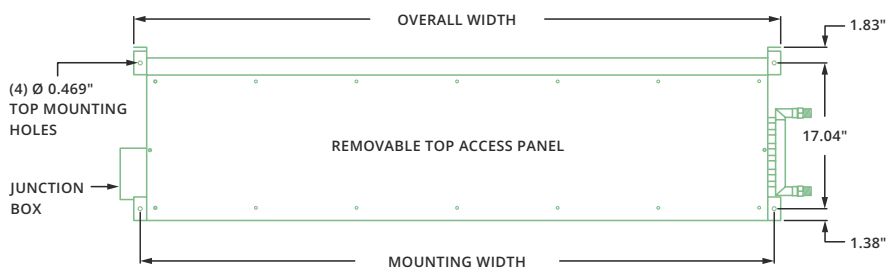 OVERALL WIDTH
1.83"
(4) Ø 0.469"
TOP MOUNTING
HOLES
17.04"
REMOVABLE TOP ACCESS PANEL
JUNCTION
BOX
1.38"
MOUNTING WIDTH